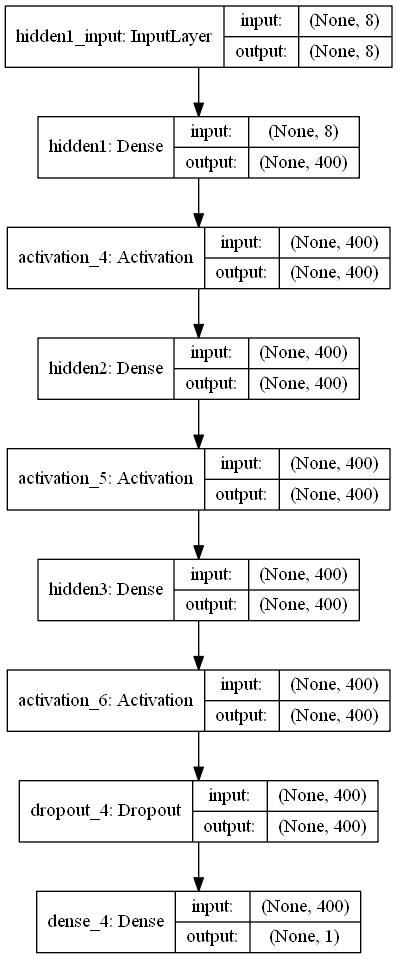 hidden1_input: InputLayer
input: (None, 8)
output: (None, 8)
hidden1: Dense
input: (None, 8)
output: (None, 400)
activation_4: Activation
input: (None, 400)
output: (None, 400)
hidden2: Dense
input: (None, 400)
output: (None, 400)
activation_5: Activation
input: (None, 400)
output: (None, 400)
hidden3: Dense
input: (None, 400)
output: (None, 400)
activation_6: Activation
input: (None, 400)
output: (None, 400)
dropout_4: Dropout
input: (None, 400)
output: (None, 400)
dense_4: Dense
input: (None, 400)
output: (None, 1)